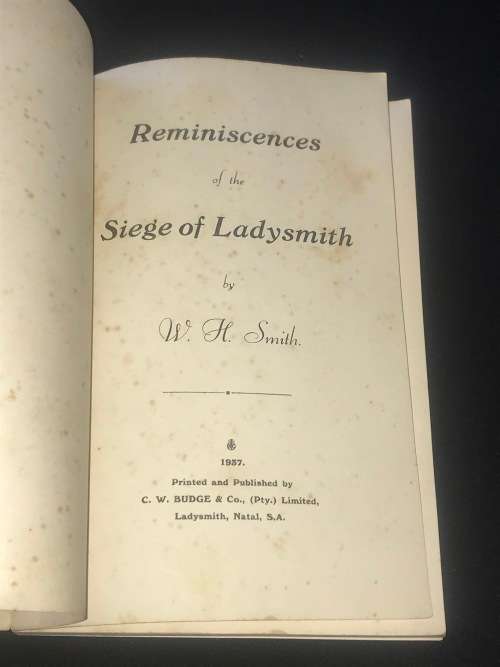 Reminiscences
of the
Siege of Ladysmith
by
W. H. Smith.
1937.
Printed and Published by
C. W. BUDGE & Co., (Pty.) Limited,
Ladysmith, Natal, S.A.